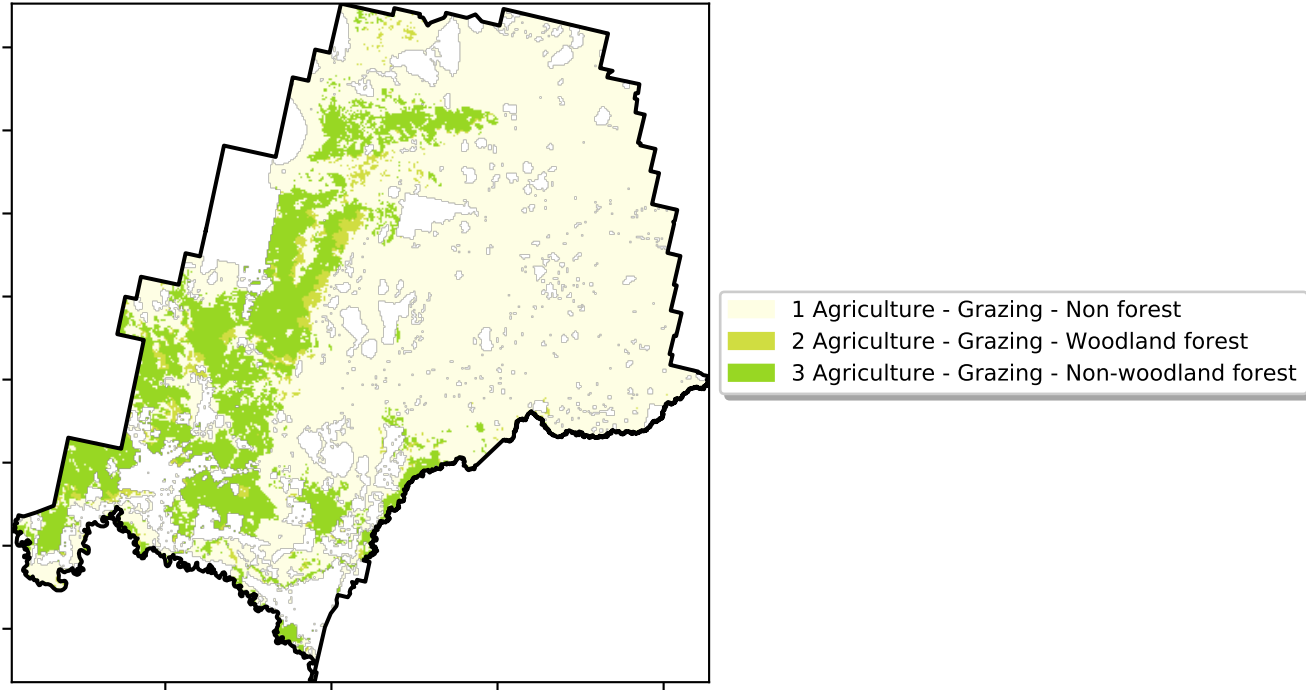 1 Agriculture - Grazing - Non forest
2 Agriculture - Grazing - Woodland forest
3 Agriculture - Grazing - Non-woodland forest